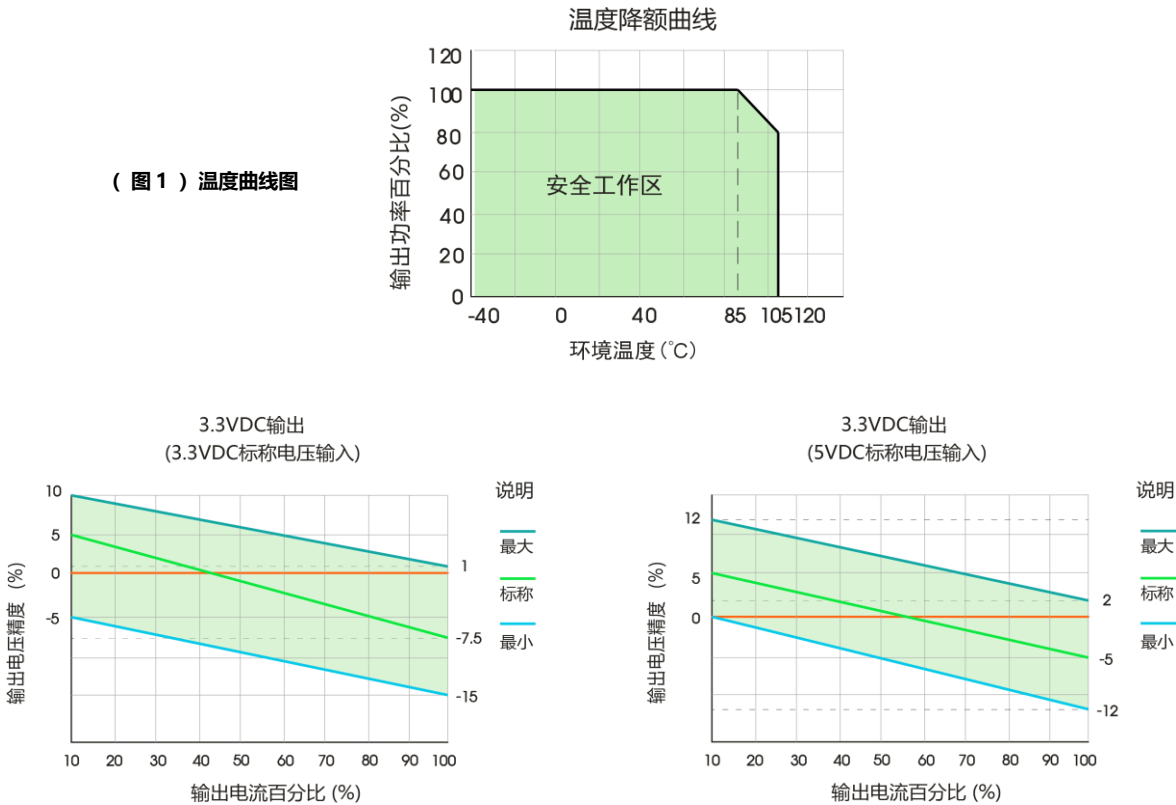 温度降额曲线
120
100
80
60
40
20
0
输出功率百分比(%)
安全工作区
-40 0 40 85 105 120
环境温度(℃)
( 图 1 ) 温度曲线图
3.3VDC输出
(3.3VDC标称电压输入)
10
5
0
-5
输出电压精度 (%)
1
-7.5
-15
10 20 30 40 50 60 70 80 90 100
输出电流百分比 (%)
说明
最大
标称
最小
3.3VDC输出
(5VDC标称电压输入)
12
5
0
输出电压精度 (%)
2
-5
-12
10 20 30 40 50 60 70 80 90 100
输出电流百分比 (%)
说明
最大
标称
最小